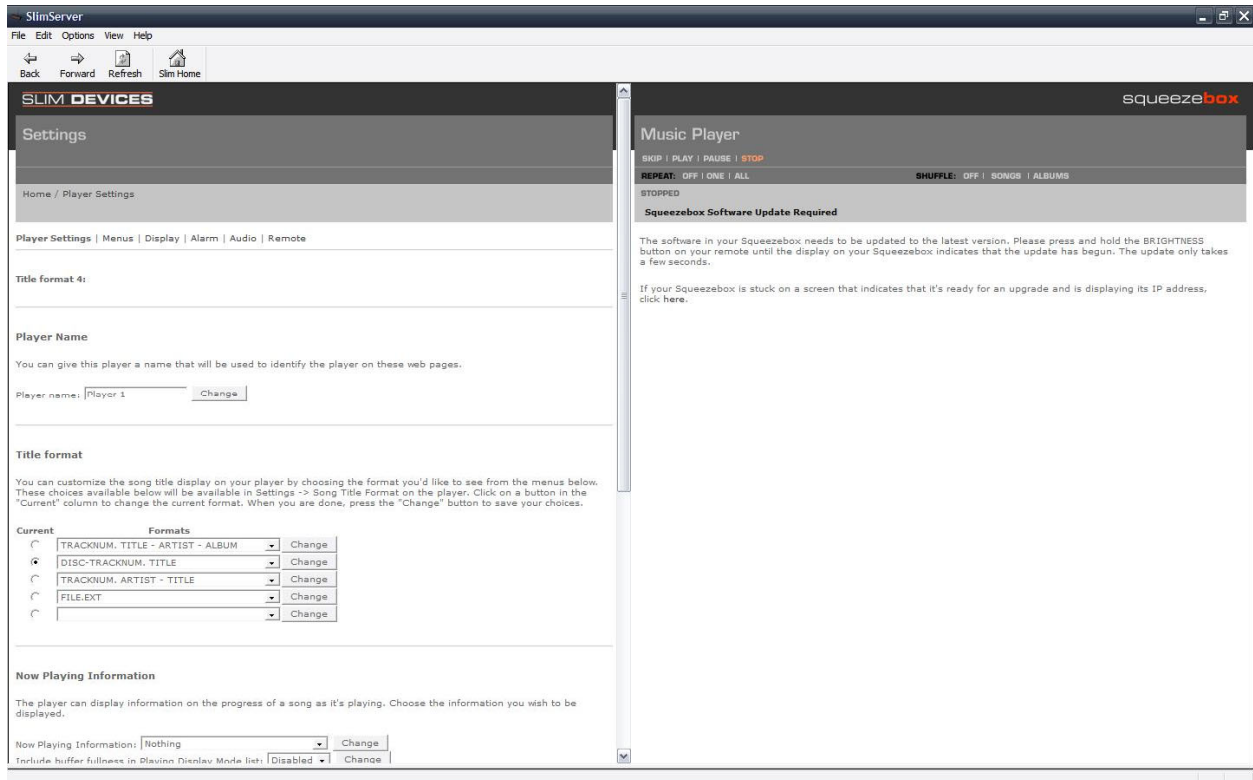 SlimServer
File Edit Options View Help
Back Forward Refresh Slim Home
SLIM DEVICES
Settings
Home / Player Settings
Player Settings | Menus | Display | Alarm | Audio | Remote
Title format 4:
Player Name
You can give this player a name that will be used to identify the player on these web pages.
Player name: Player 1 Change
Title format
You can customize the song title display on your player by choosing the format you'd like to see from the menus below.
These choices available below will be available in Settings -> Song Title Format on the player. Click on a button in the
"Current" column to change the current format. When you are done, press the "Change" button to save your choices.
Current Formats
TRACKNUM. TITLE - ARTIST - ALBUM Change
DISC-TRACKNUM. TITLE Change
TRACKNUM. ARTIST - TITLE Change
FILE.EXT Change
Change
Now Playing Information
The player can display information on the progress of a song as it's playing. Choose the information you wish to be
displayed.
Now Playing Information: Nothing Change
Include buffer fullness in Playing Display Mode list: Disabled Change
squeezebox
Music Player
SKIP | PLAY | PAUSE | STOP
REPEAT: OFF | ONE | ALL SHUFFLE: OFF | SONGS | ALBUMS
STOPPED
Squeezebox Software Update Required
The software in your Squeezebox needs to be updated to the latest version. Please press and hold the BRIGHTNESS
button on your remote until the display on your Squeezebox indicates that the update has begun. The update only takes
a few seconds.
If your Squeezebox is stuck on a screen that indicates that it's ready for an upgrade and is displaying its IP address,
click here.